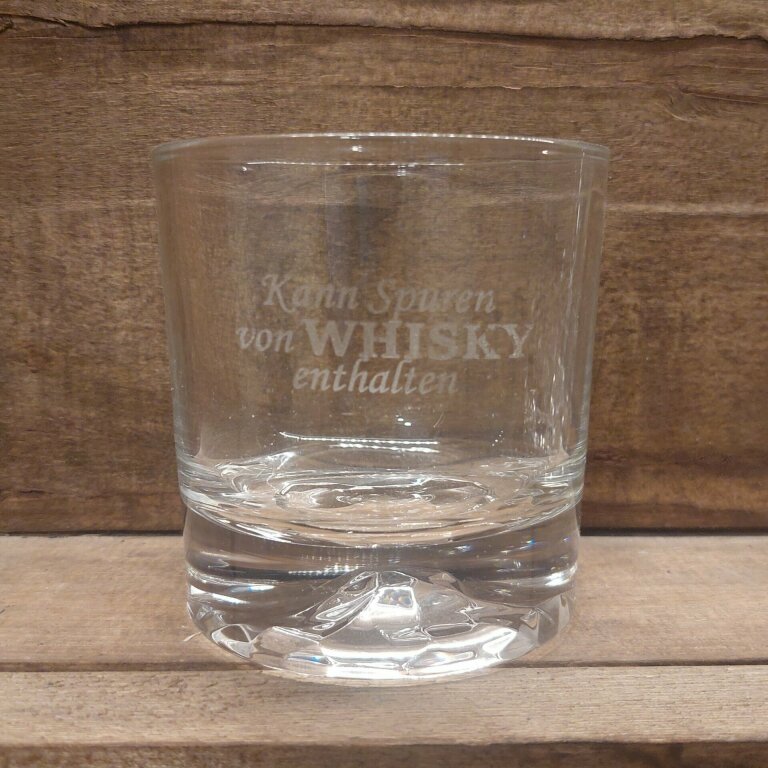 Kann Spuren
von WHISKY
enthalten